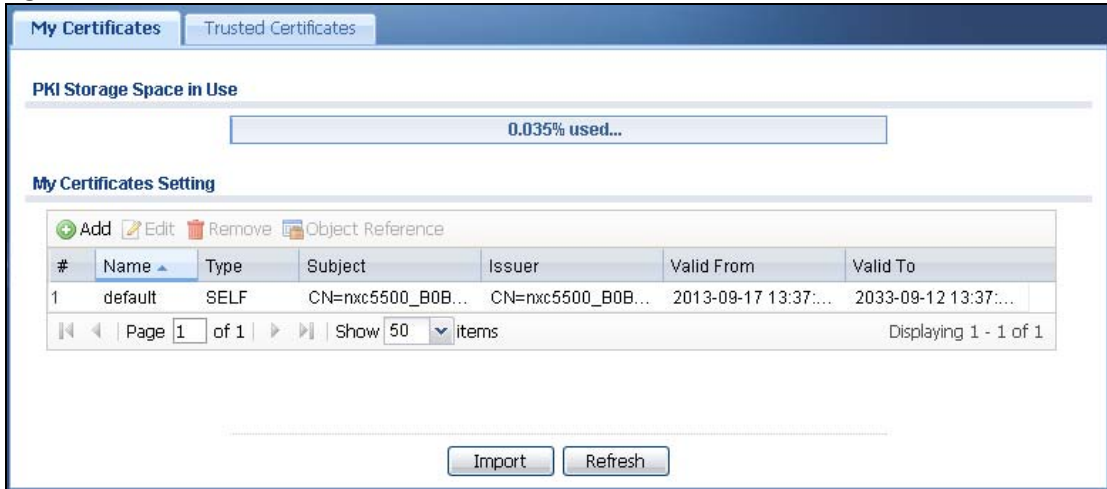 My Certificates Trusted Certificates
PKI Storage Space in Use
0.035% used...
My Certificates Setting
Add Edit Remove Object Reference
# Name Type Subject Issuer Valid From Valid To
1 default SELF CN=nxc5500_B0B... CN=nxc5500_B0B... 2013-09-17 13:37:... 2033-09-12 13:37:...
Page 1 of 1 Show 50 items Displaying 1 - 1 of 1
Import Refresh